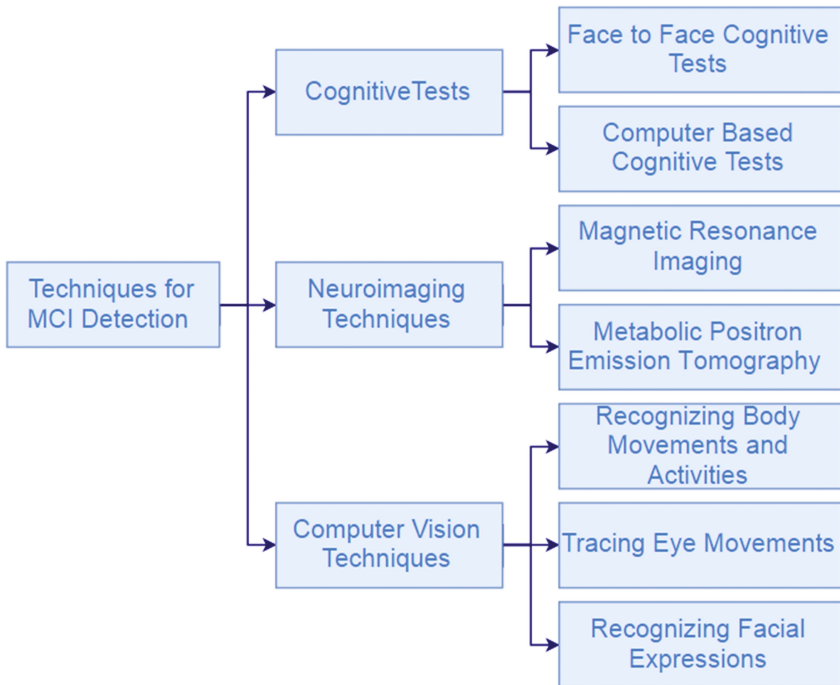 Techniques for
MCI Detection
CognitiveTests
Neuroimaging
Techniques
Computer Vision
Techniques
Face to Face Cognitive
Tests
Computer Based
Cognitive Tests
Magnetic Resonance
Imaging
Metabolic Positron
Emission Tomography
Recognizing Body
Movements and
Activities
Tracing Eye Movements
Recognizing Facial
Expressions